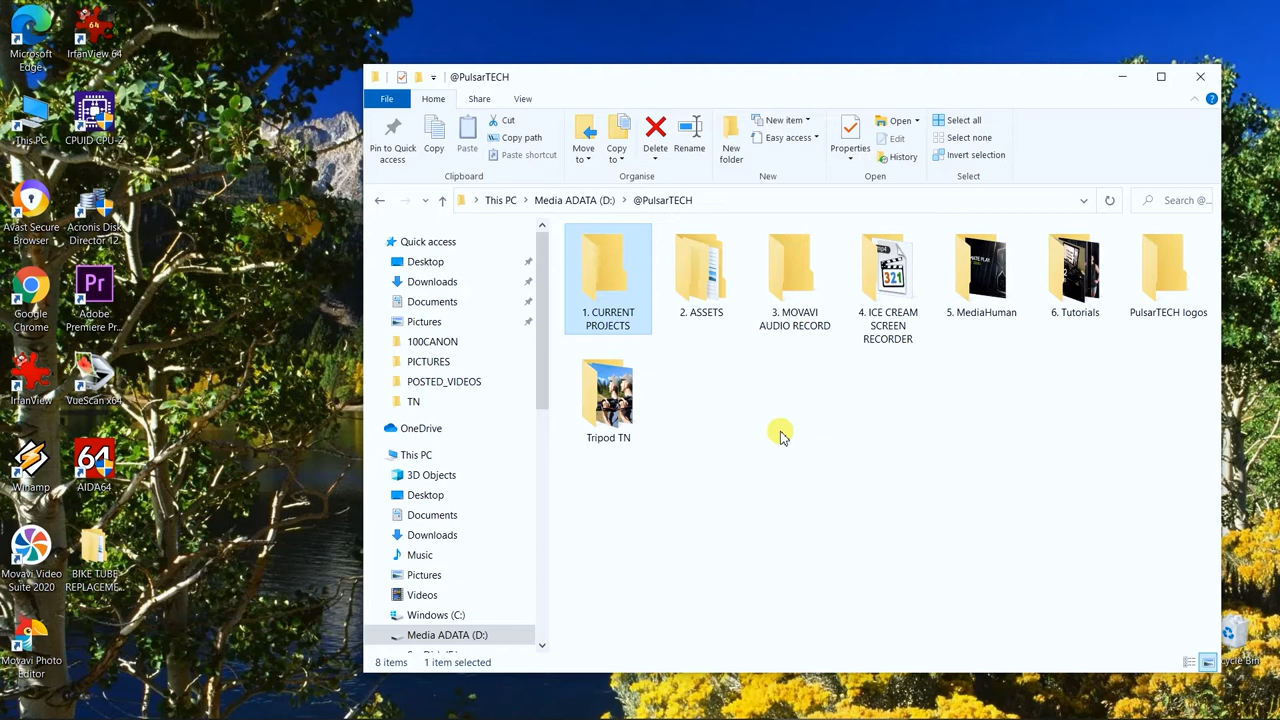 Microsoft
Edge
64
IrfanView 64
This PC
CPUID CPU-Z
Avast Secure
Browser
Acronis Disk
Director 12
Google
Chrome
Pr
Adobe
Premiere Pr...
IrfanView
VueScan x64
Winamp
64
AIDA64
Movavi Video
Suite 2020
BIKE TUBE
REPLACEME...
Movavi Photo
Editor
@PulsarTECH
File
Home
Share
View
Pin to Quick
access
Copy
Paste
Cut
Copy path
Paste shortcut
Clipboard
Move
to
Copy
to
Delete
Rename
Organise
New
folder
New item
Easy access
New
Properties
Open
Edit
History
Open
Select all
Select none
Invert selection
Select
This PC
Media ADATA (D:)
@PulsarTECH
Search @...
Quick access
Desktop
Downloads
Documents
Pictures
100CANON
PICTURES
POSTED_VIDEOS
TN
OneDrive
This PC
3D Objects
Desktop
Documents
Downloads
Music
Pictures
Videos
Windows (C:)
Media ADATA (D:)
1. CURRENT
PROJECTS
2. ASSETS
3. MOVAVI
AUDIO RECORD
mp4
321
4. ICE CREAM
SCREEN
RECORDER
5. MediaHuman
6. Tutorials
PulsarTECH logos
Tripod TN
8 items
1 item selected
cycle Bin